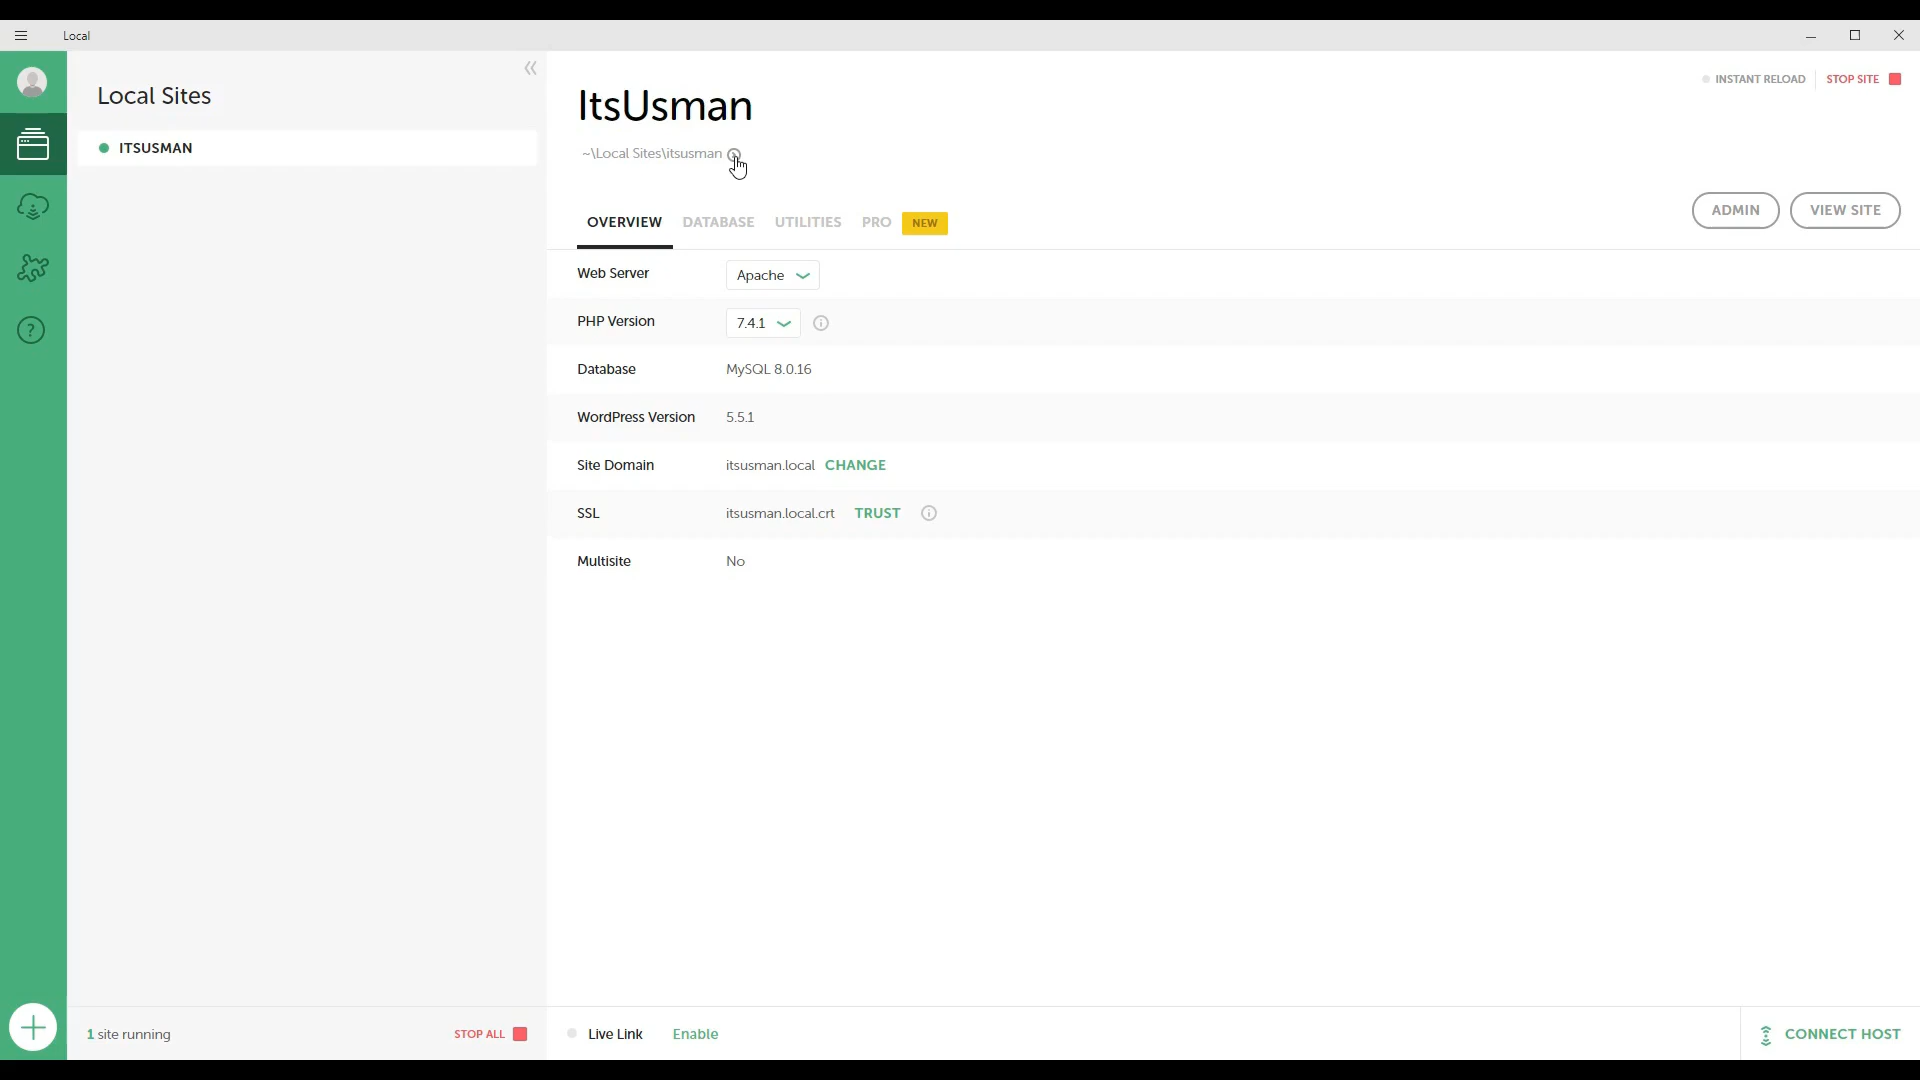 Local
Local Sites
ITSUSMAN
INSTANT RELOAD
STOP SITE
ItsUsman
~\Local Sites\itsusman
ADMIN
VIEW SITE
OVERVIEW DATABASE UTILITIES PRO NEW
Web Server Apache
PHP Version 7.4.1
Database MySQL 8.0.16
WordPress Version 5.5.1
Site Domain itsusman.local CHANGE
SSL itsusman.local.crt TRUST
Multisite No
1 site running
STOP ALL
Live Link Enable
CONNECT HOST